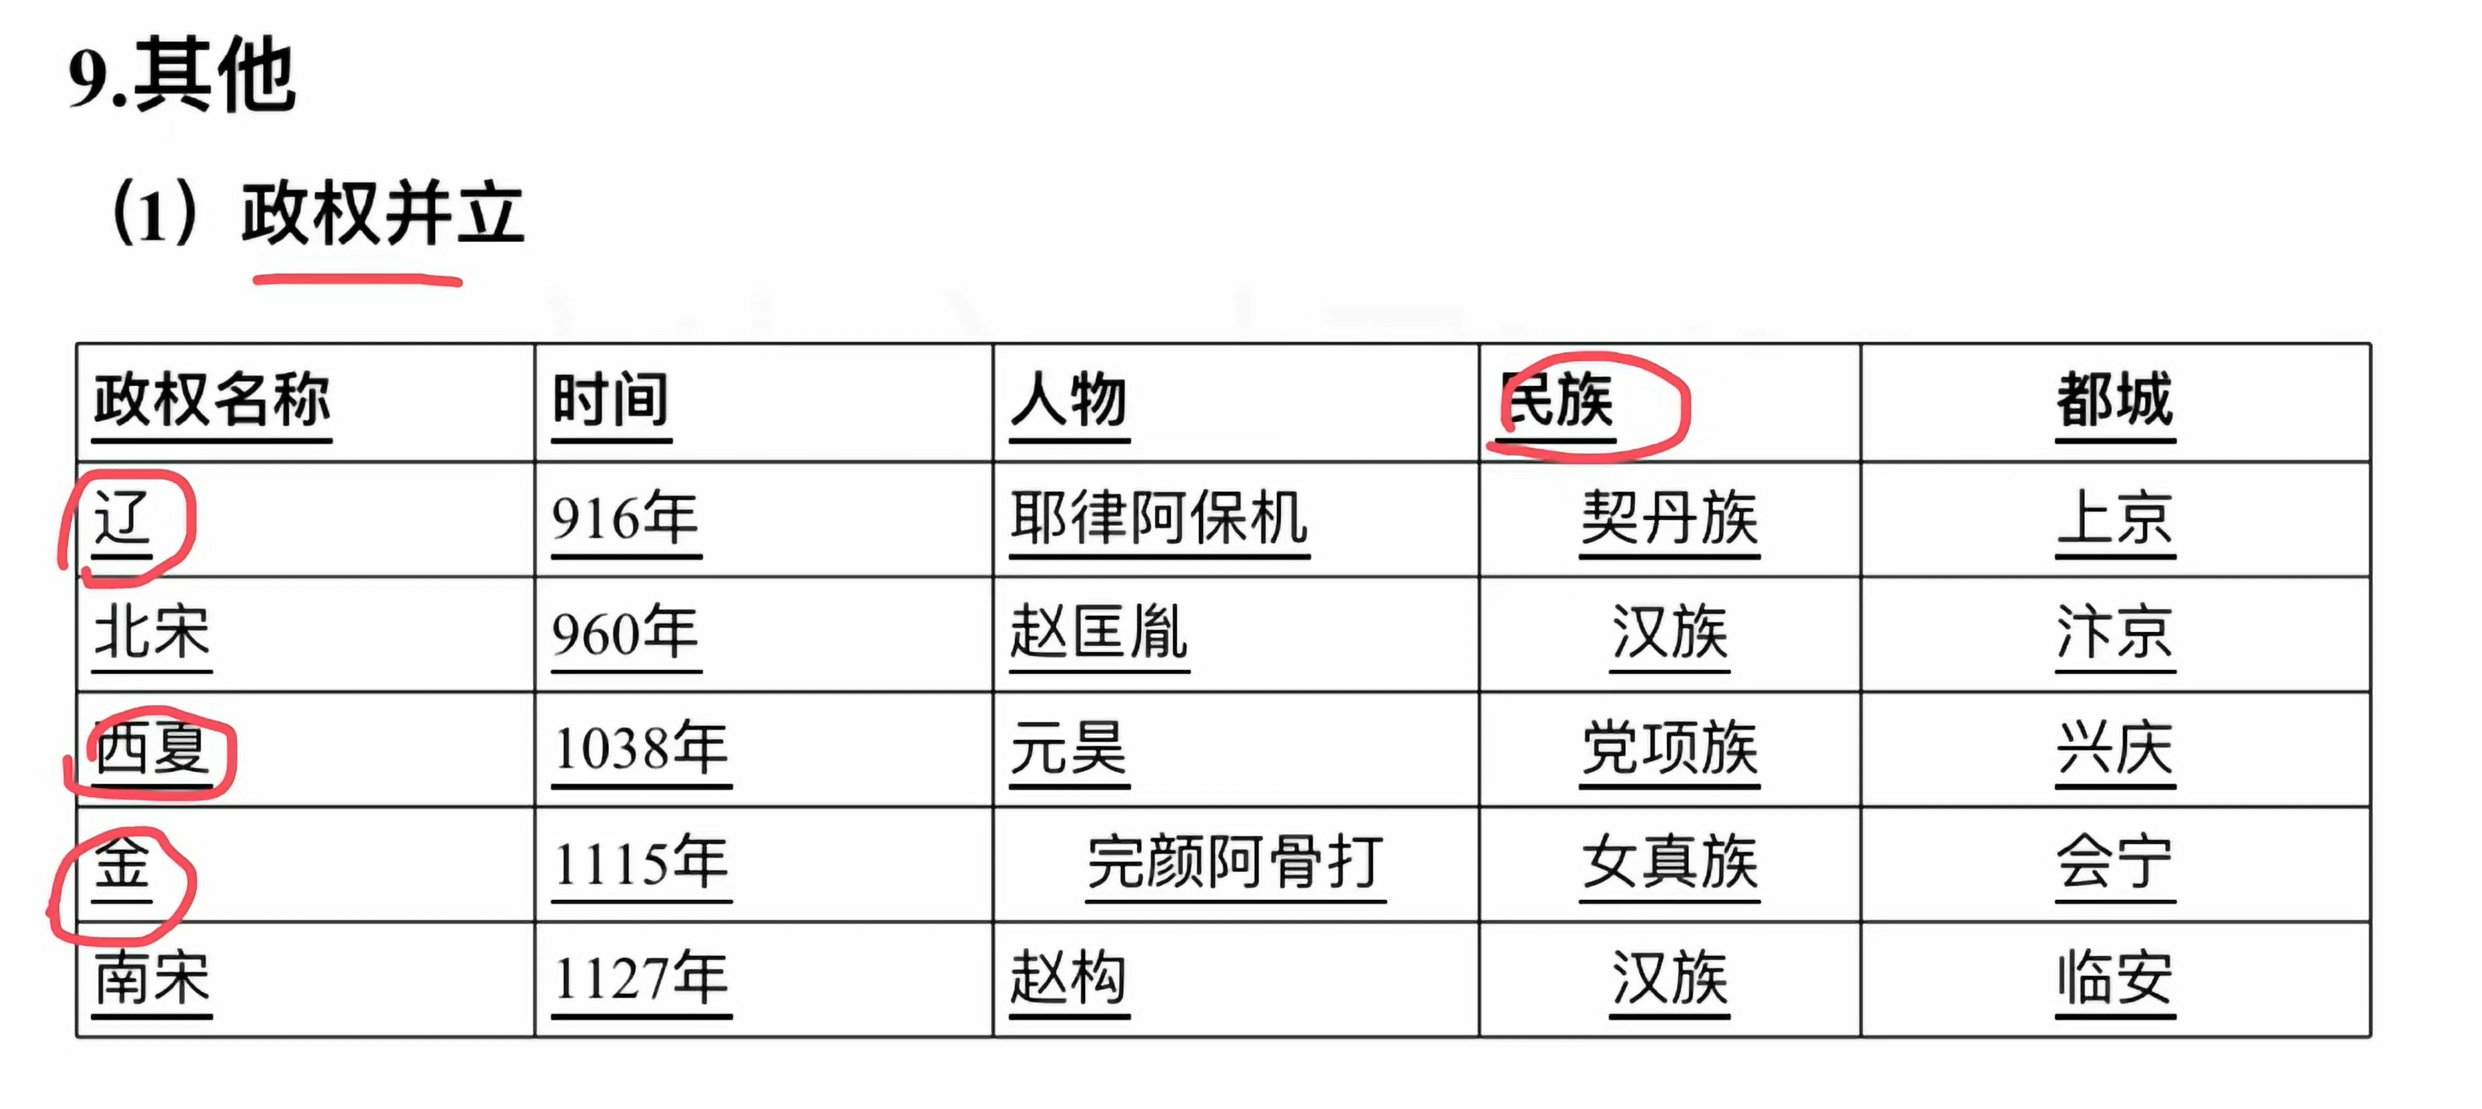 9.其他
（1）政权并立
政权名称 时间 人物 民族 都城
辽 916年 耶律阿保机 契丹族 上京
北宋 960年 赵匡胤 汉族 汴京
西夏 1038年 元昊 党项族 兴庆
金 1115年 完颜阿骨打 女真族 会宁
南宋 1127年 赵构 汉族 临安